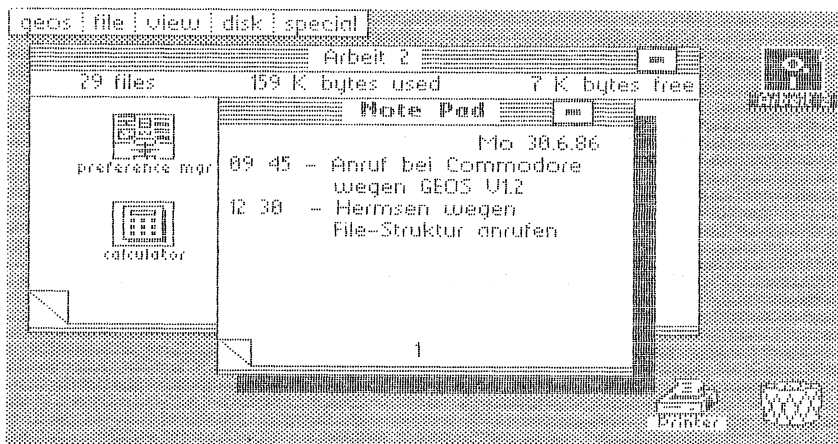 geos file view disk special
Arbeit 2
29 files 159 K bytes used 7 K bytes free
Note Pad
Mo 30.6.86
preference mgr
09 45 - Anruf bei Commodore
wegen GEOS V1.2
12 30 - Hermsen wegen
File-Struktur anrufen
calculator
1
Printer